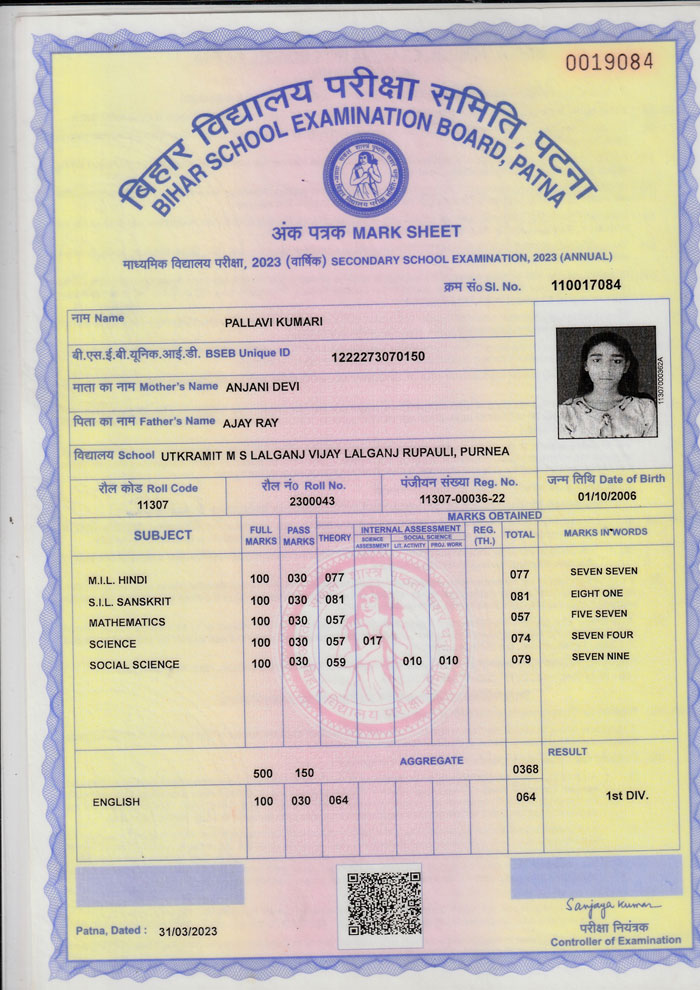 0019084
बिहार विद्यालय परीक्षा समिति, पटना
BIHAR SCHOOL EXAMINATION BOARD, PATNA
अंक पत्रक MARK SHEET
माध्यमिक विद्यालय परीक्षा, 2023 (वार्षिक) SECONDARY SCHOOL EXAMINATION, 2023 (ANNUAL)
क्रम सं० Sl. No. 110017084
नाम Name PALLAVI KUMARI
बी.एस.ई.बी.यूनिक.आई.डी. BSEB Unique ID 1222273070150
माता का नाम Mother's Name ANJANI DEVI
पिता का नाम Father's Name AJAY RAY
विद्यालय School UTKRAMIT M S LALGANJ VIJAY LALGANJ RUPAULI, PURNEA
11307000362A
रौल कोड Roll Code रौल नं० Roll No. पंजीयन संख्या Reg. No. जन्म तिथि Date of Birth
11307 2300043 11307-00036-22 01/10/2006
MARKS OBTAINED
SUBJECT FULL MARKS PASS MARKS THEORY INTERNAL ASSESSMENT REG. (TH.) TOTAL MARKS IN WORDS
SCIENCE ASSESSMENT SOCIAL SCIENCE LIT. ACTIVITY PROJ. WORK
M.I.L. HINDI 100 030 077 077 SEVEN SEVEN
S.I.L. SANSKRIT 100 030 081 081 EIGHT ONE
MATHEMATICS 100 030 057 057 FIVE SEVEN
SCIENCE 100 030 057 017 074 SEVEN FOUR
SOCIAL SCIENCE 100 030 059 010 010 079 SEVEN NINE
500 150 AGGREGATE 0368 RESULT
ENGLISH 100 030 064 064 1st DIV.
Sanjaya Kumar
Patna, Dated : 31/03/2023
परीक्षा नियंत्रक
Controller of Examination